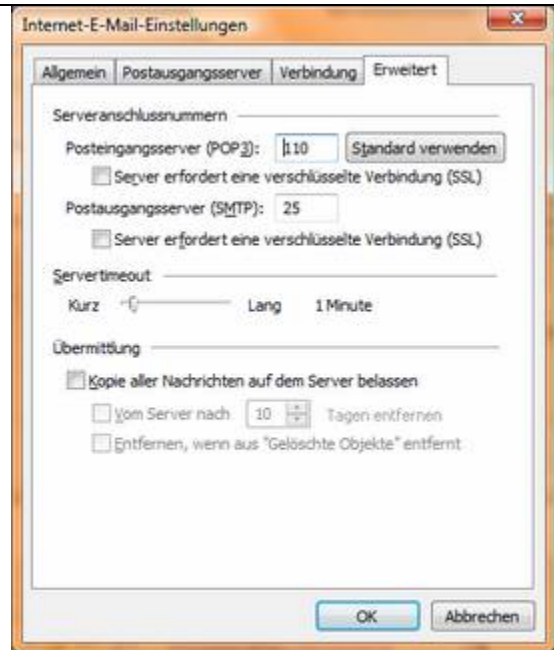 Internet-E-Mail-Einstellungen
Allgemein Postausgangsserver Verbindung Erweitert
Serveranschlussnummern
Posteingangsserver (POP3): 110 Standard verwenden
Server erfordert eine verschlüsselte Verbindung (SSL)
Postausgangsserver (SMTP): 25
Server erfordert eine verschlüsselte Verbindung (SSL)
Servertimeout
Kurz Lang 1 Minute
Übermittlung
Kopie aller Nachrichten auf dem Server belassen
Vom Server nach 10 Tagen entfernen
Entfernen, wenn aus "Gelöschte Objekte" entfernt
OK Abbrechen